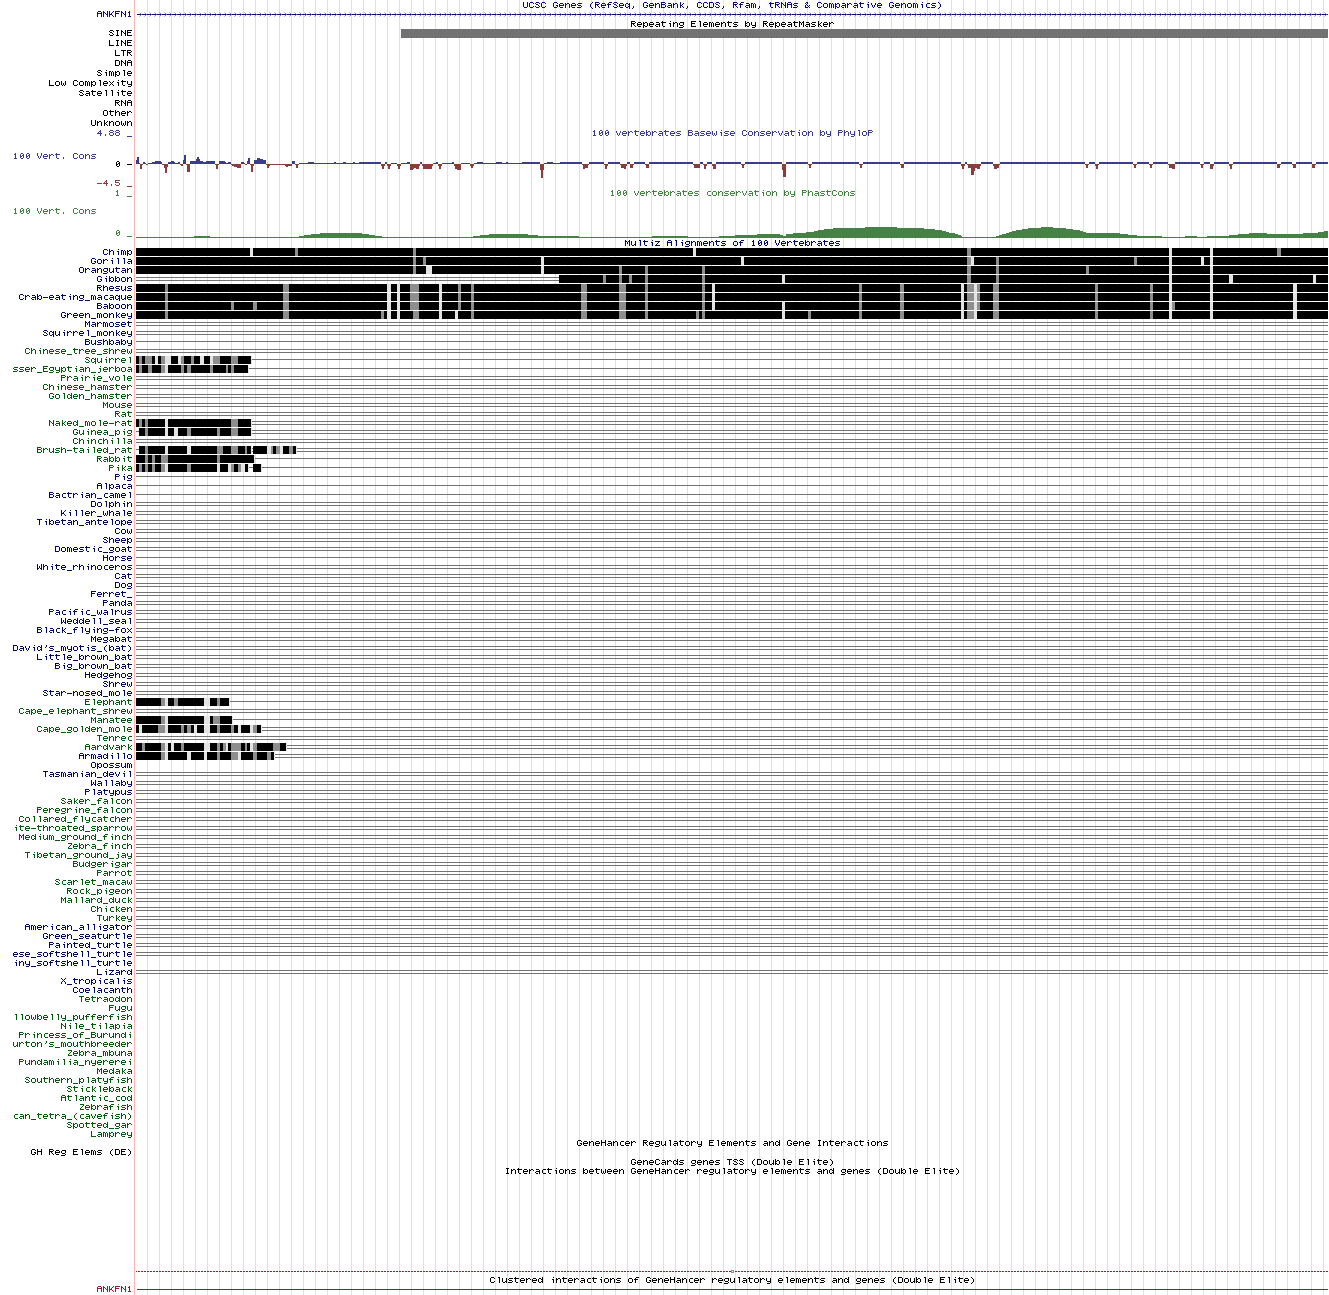 UCSC Genes (RefSeq, GenBank, CCDS, Rfam, tRNAs & Comparative Genomics)
ANKFN1
Repeating Elements by RepeatMasker
SINE
LINE
LTR
DNA
Simple
Low Complexity
Satellite
RNA
Other
Unknown
4.88 _
100 vertebrates Basewise Conservation by PhyloP
100 Vert. Cons
0 _
-4.5 _
1 _
100 vertebrates conservation by PhastCons
100 Vert. Cons
0 _
Multiz Alignments of 100 Vertebrates
Chimp
Gorilla
Orangutan
Gibbon
Rhesus
Crab-eating_macaque
Baboon
Green_monkey
Marmoset
Squirrel_monkey
Bushbaby
Chinese_tree_shrew
Squirrel
sser_Egyptian_jerboa
Prairie_vole
Chinese_hamster
Golden_hamster
Mouse
Rat
Naked_mole-rat
Guinea_pig
Chinchilla
Brush-tailed_rat
Rabbit
Pika
Pig
Alpaca
Bactrian_camel
Dolphin
Killer_whale
Tibetan_antelope
Cow
Sheep
Domestic_goat
Horse
White_rhinoceros
Cat
Dog
Ferret_
Panda
Pacific_walrus
Weddell_seal
Black_flying-fox
Megabat
David's_myotis_(bat)
Little_brown_bat
Big_brown_bat
Hedgehog
Shrew
Star-nosed_mole
Elephant
Cape_elephant_shrew
Manatee
Cape_golden_mole
Tenrec
Aardvark
Armadillo
Opossum
Tasmanian_devil
Wallaby
Platypus
Saker_falcon
Peregrine_falcon
Collared_flycatcher
ite-throated_sparrow
Medium_ground_finch
Zebra_finch
Tibetan_ground_jay
Budgerigar
Parrot
Scarlet_macaw
Rock_pigeon
Mallard_duck
Chicken
Turkey
American_alligator
Green_seaturtle
Painted_turtle
ese_softshell_turtle
iny_softshell_turtle
Lizard
X_tropicalis
Coelacanth
Tetraodon
Fugu
llowbelly_pufferfish
Nile_tilapia
Princess_of_Burundi
urton's_mouthbreeder
Zebra_mbuna
Pundamilia_nyererei
Medaka
Southern_platyfish
Stickleback
Atlantic_cod
Zebrafish
can_tetra_(cavefish)
Spotted_gar
Lamprey
GeneHancer Regulatory Elements and Gene Interactions
GH Reg Elems (DE)
GeneCards genes TSS (Double Elite)
Interactions between GeneHancer regulatory elements and genes (Double Elite)
Clustered interactions of GeneHancer regulatory elements and genes (Double Elite)
ANKFN1